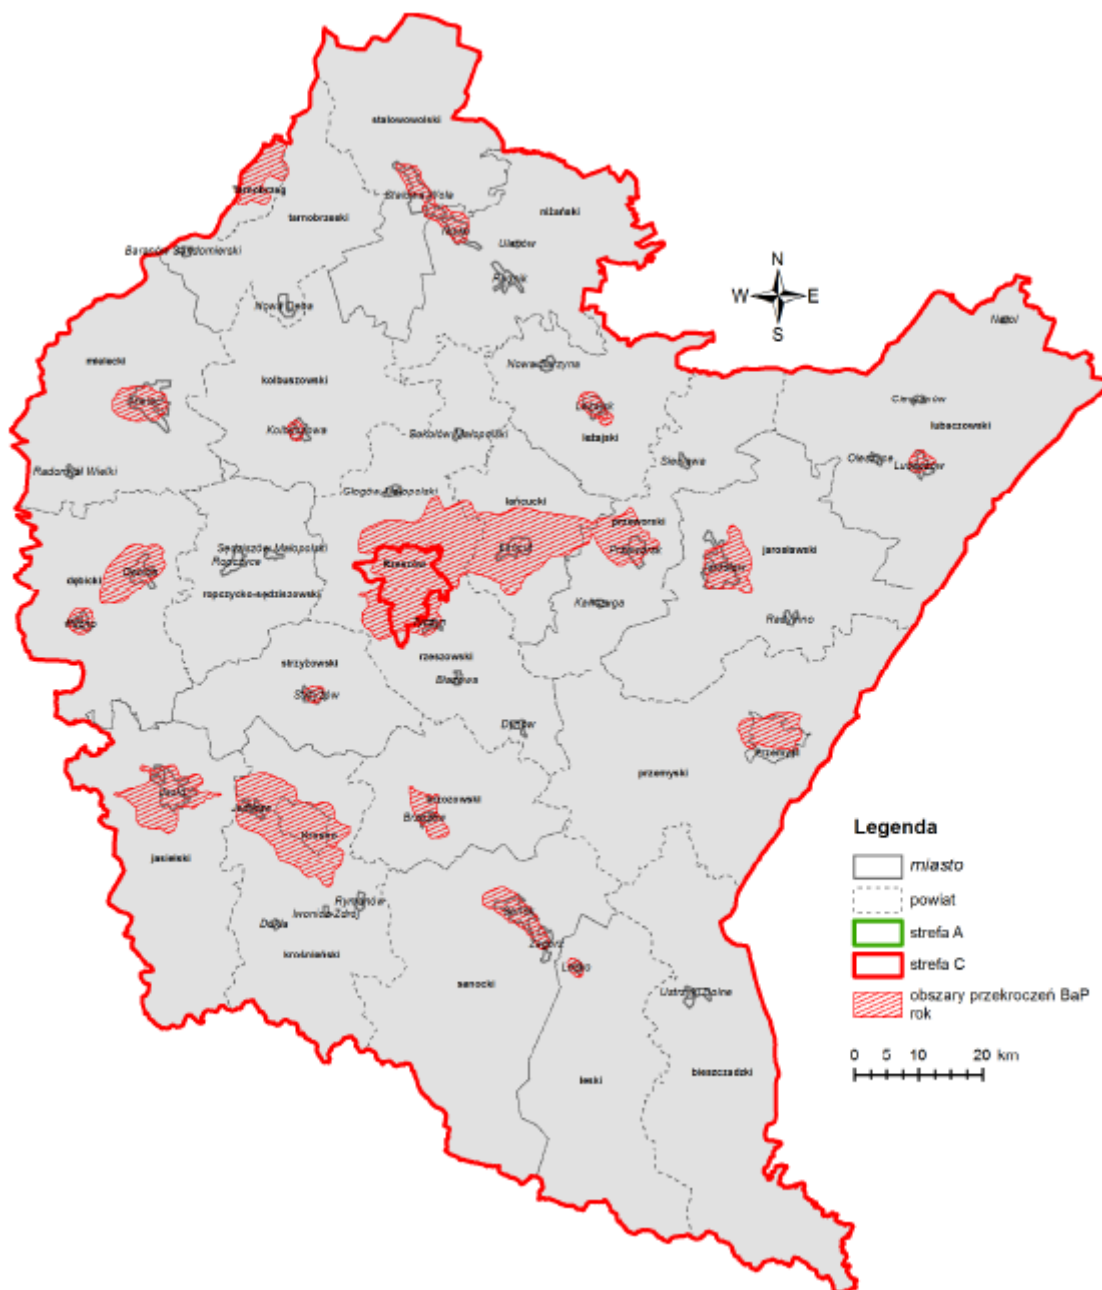 stalowowolski
Tarnobrzeg
Stalowa Wola
tarnobrzeski
niżański
Nisko
Ulanów
Baranów Sandomierski
Rudnik
N
W
E
S
Nowa Dęba
Narol
mielecki
Nowa Sarzyna
kolbuszowski
Cieszanów
Mielec
Leżajsk
lubaczowski
Kolbuszowa
Sokołów Małopolski
leżajski
Oleszyce
Sieniawa
Lubaczów
Radomyśl Wielki
Głogów Małopolski
łańcucki
przeworski
Sędziszów Małopolski
Łańcut
Przeworsk
jarosławski
Ropczyce
Rzeszów
Jarosław
Dębica
dębicki
ropczycko-sędziszowski
Kańczuga
Pilzno
Tyczyn
Radymno
strzyżowski
rzeszowski
Strzyżów
Błażowa
Dynów
Przemyśl
przemyski
Jasło
brzozowski
Jedlicze
Brzozów
Krosno
jasielski
Rymanów
Iwonicz-Zdrój
Dukla
Sanok
krośnieński
Zagórz
Lesko
sanocki
Ustrzyki Dolne
leski
bieszczadzki
Legenda
miasto
powiat
strefa A
strefa C
obszary przekroczeń BaP
rok
0 5 10 20 km